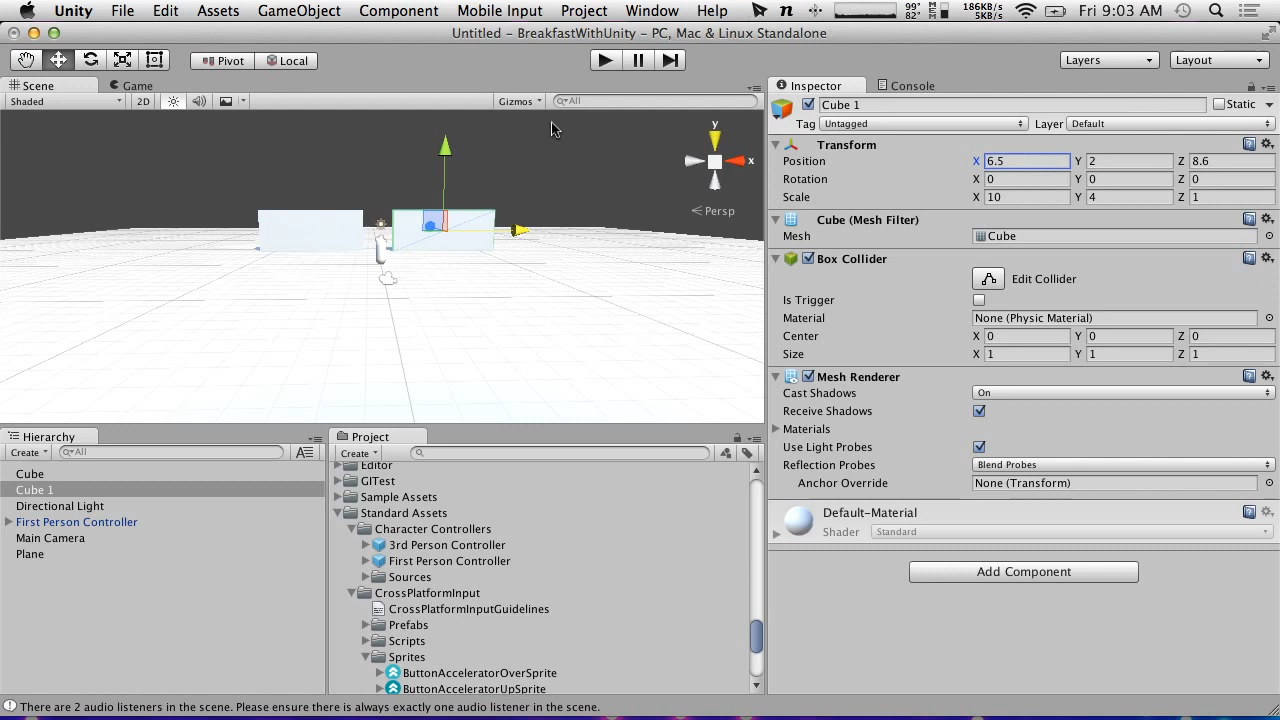 Unity File Edit Assets GameObject Component Mobile Input Project Window Help 99° 82° 186KB/S 5KB/S Fri 9:03 AM
Untitled - BreakfastWithUnity - PC, Mac & Linux Standalone
Pivot Local Layers Layout
Scene Game
Shaded 2D Gizmos All
y
x
Persp
Inspector Console
Cube 1 Static
Tag Untagged Layer Default
Transform
Position X 6.5 Y 2 Z 8.6
Rotation X 0 Y 0 Z 0
Scale X 10 Y 4 Z 1
Cube (Mesh Filter)
Mesh Cube
Box Collider
Edit Collider
Is Trigger
Material None (Physic Material)
Center X 0 Y 0 Z 0
Size X 1 Y 1 Z 1
Mesh Renderer
Cast Shadows On
Receive Shadows
Materials
Use Light Probes
Reflection Probes Blend Probes
Anchor Override None (Transform)
Default-Material
Shader Standard
Add Component
Hierarchy
Create All
Cube
Cube 1
Directional Light
First Person Controller
Main Camera
Plane
Project
Create
Editor
GITest
Sample Assets
Standard Assets
Character Controllers
3rd Person Controller
First Person Controller
Sources
CrossPlatformInput
CrossPlatformInputGuidelines
Prefabs
Scripts
Sprites
ButtonAcceleratorOverSprite
ButtonAcceleratorUpSprite
There are 2 audio listeners in the scene. Please ensure there is always exactly one audio listener in the scene.